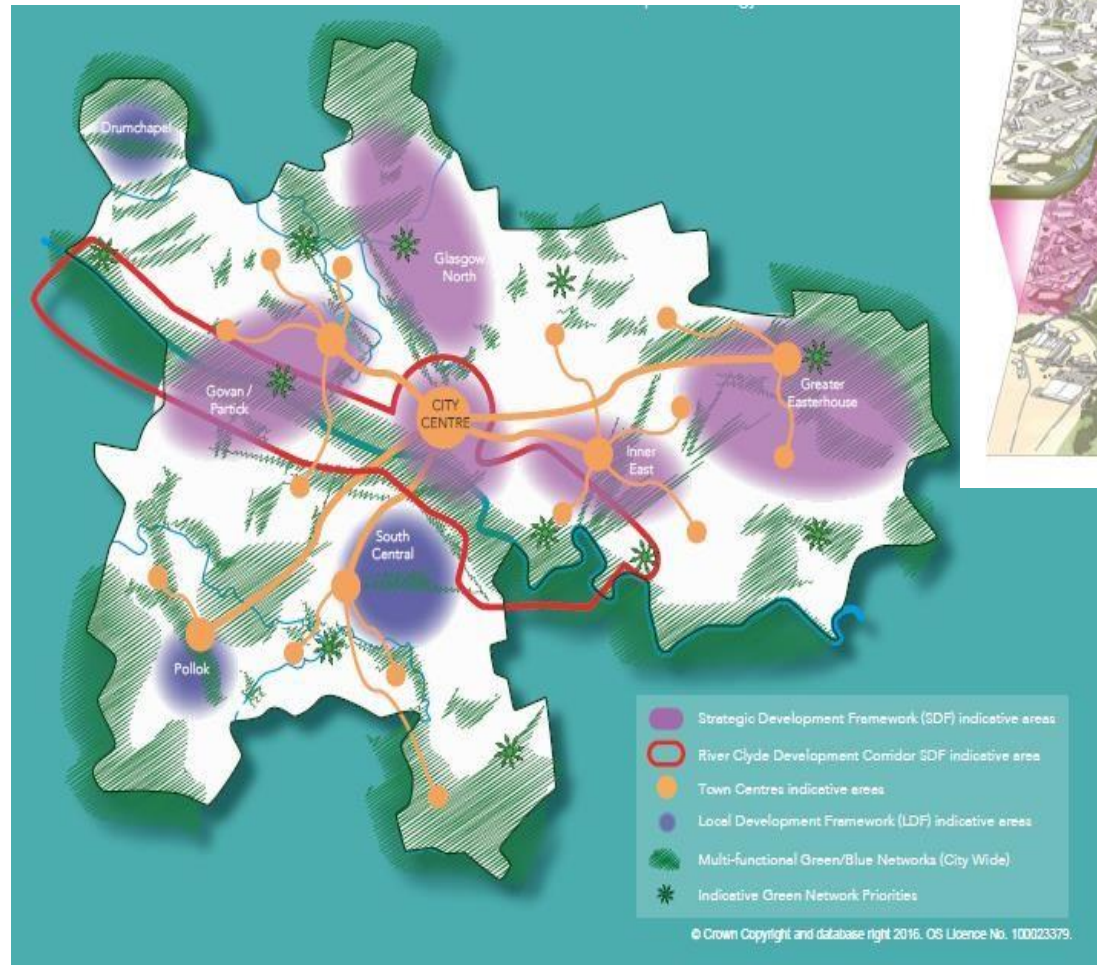 Drumchapel
Glasgow
North
Govan /
Partick
CITY
CENTRE
Greater
Easterhouse
Inner
East
South
Central
Pollok
Strategic Development Framework (SDF) indicative areas
River Clyde Development Corridor SDF indicative area
Town Centres indicative areas
Local Development Framework (LDF) indicative areas
Multi-functional Green/Blue Networks (City Wide)
Indicative Green Network Priorities
© Crown Copyright and database right 2016. OS Licence No. 100023379.